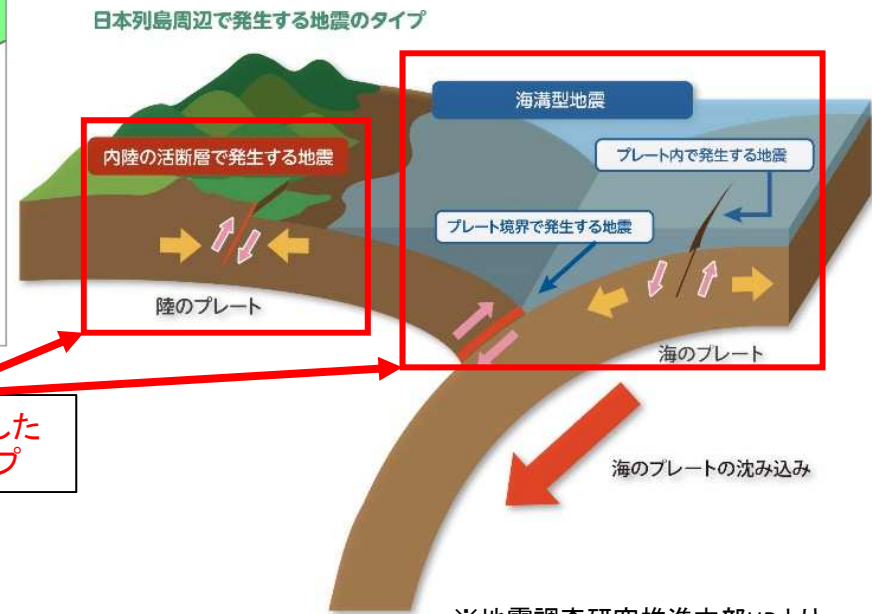 日本列島周辺で発生する地震のタイプ
海溝型地震
内陸の活断層で発生する地震
プレート内で発生する地震
プレート境界で発生する地震
陸のプレート
海のプレート
した
プ
海のプレートの沈み込み